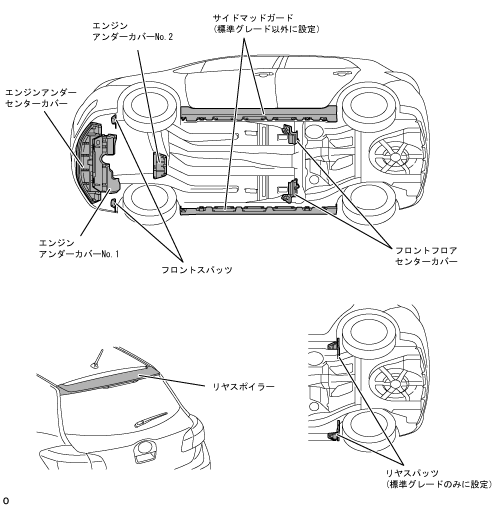 サイドマッドガード
(標準グレード以外に設定)
エンジン
アンダーカバーNo.2
エンジンアンダー
センターカバー
エンジン
アンダーカバーNo.1
フロントスパッツ
フロントフロア
センターカバー
リヤスポイラー
リヤスパッツ
(標準グレードのみに設定)
O